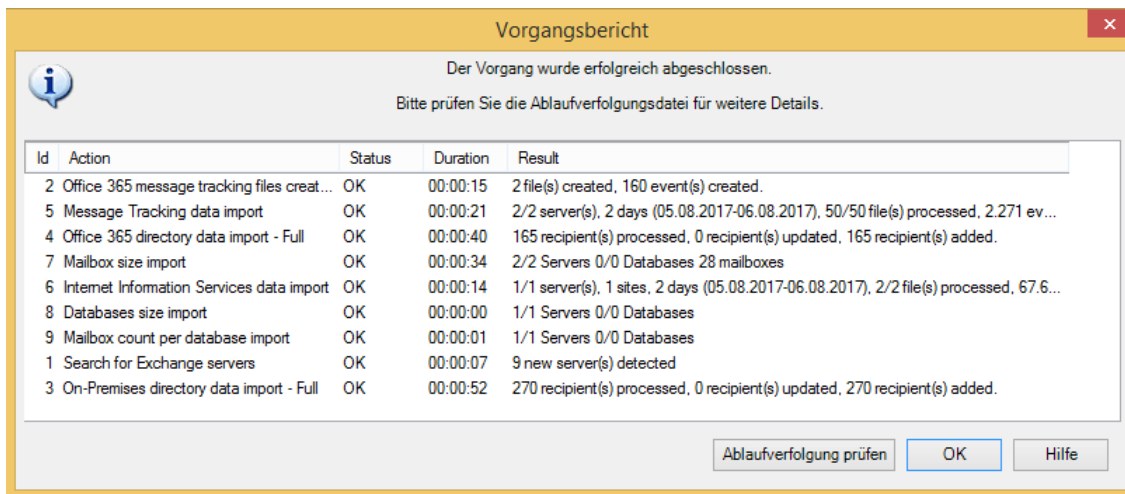 Vorgangsbericht
Der Vorgang wurde erfolgreich abgeschlossen.
Bitte prüfen Sie die Ablaufverfolgungsdatei für weitere Details.
Id Action Status Duration Result
2 Office 365 message tracking files creat... OK 00:00:15 2 file(s) created, 160 event(s) created.
5 Message Tracking data import OK 00:00:21 2/2 server(s), 2 days (05.08.2017-06.08.2017), 50/50 file(s) processed, 2.271 ev...
4 Office 365 directory data import - Full OK 00:00:40 165 recipient(s) processed, 0 recipient(s) updated, 165 recipient(s) added.
7 Mailbox size import OK 00:00:34 2/2 Servers 0/0 Databases 28 mailboxes
6 Internet Information Services data import OK 00:00:14 1/1 server(s), 1 sites, 2 days (05.08.2017-06.08.2017), 2/2 file(s) processed, 67.6...
8 Databases size import OK 00:00:00 1/1 Servers 0/0 Databases
9 Mailbox count per database import OK 00:00:01 1/1 Servers 0/0 Databases
1 Search for Exchange servers OK 00:00:07 9 new server(s) detected
3 On-Premises directory data import - Full OK 00:00:52 270 recipient(s) processed, 0 recipient(s) updated, 270 recipient(s) added.
Ablaufverfolgung prüfen OK Hilfe